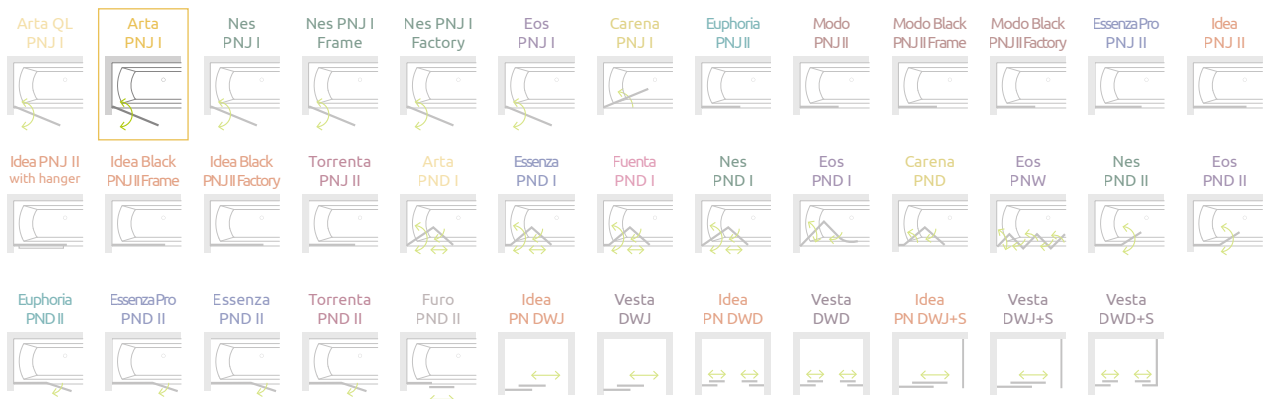 Arta QL
PNJ I
Arta
PNJ I
Nes
PNJ I
Nes PNJ I
Frame
Nes PNJ I
Factory
Eos
PNJ I
Carena
PNJ I
Euphoria
PNJ II
Modo
PNJ II
Modo Black
PNJ II Frame
Modo Black
PNJ II Factory
Essenza Pro
PNJ II
Idea
PNJ II
Idea PNJ II
with hanger
Idea Black
PNJ II Frame
Idea Black
PNJ II Factory
Torrenta
PNJ II
Arta
PND I
Essenza
PND I
Fuenta
PND I
Nes
PND I
Eos
PND I
Carena
PND
Eos
PNW
Nes
PND II
Eos
PND II
Euphoria
PND II
Essenza Pro
PND II
Essenza
PND II
Torrenta
PND II
Furo
PND II
Idea
PN DWJ
Vesta
DWJ
Idea
PN DWD
Vesta
DWD
Idea
PN DWJ+S
Vesta
DWJ+S
Vesta
DWD+S